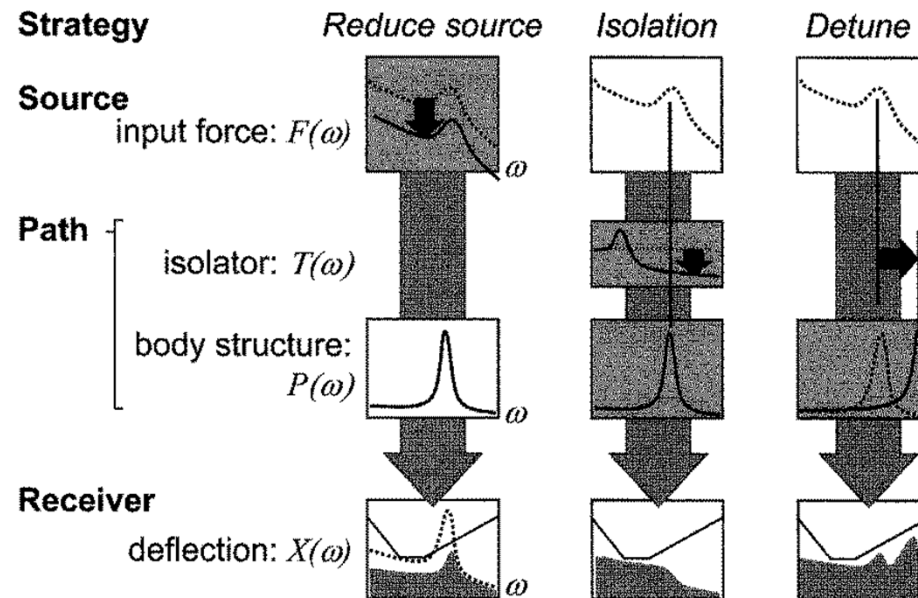 Strategy Reduce source Isolation Detune
Source
input force: F(ω)
ω
Path
isolator: T(ω)
body structure:
P(ω)
ω
Receiver
deflection: X(ω)
ω